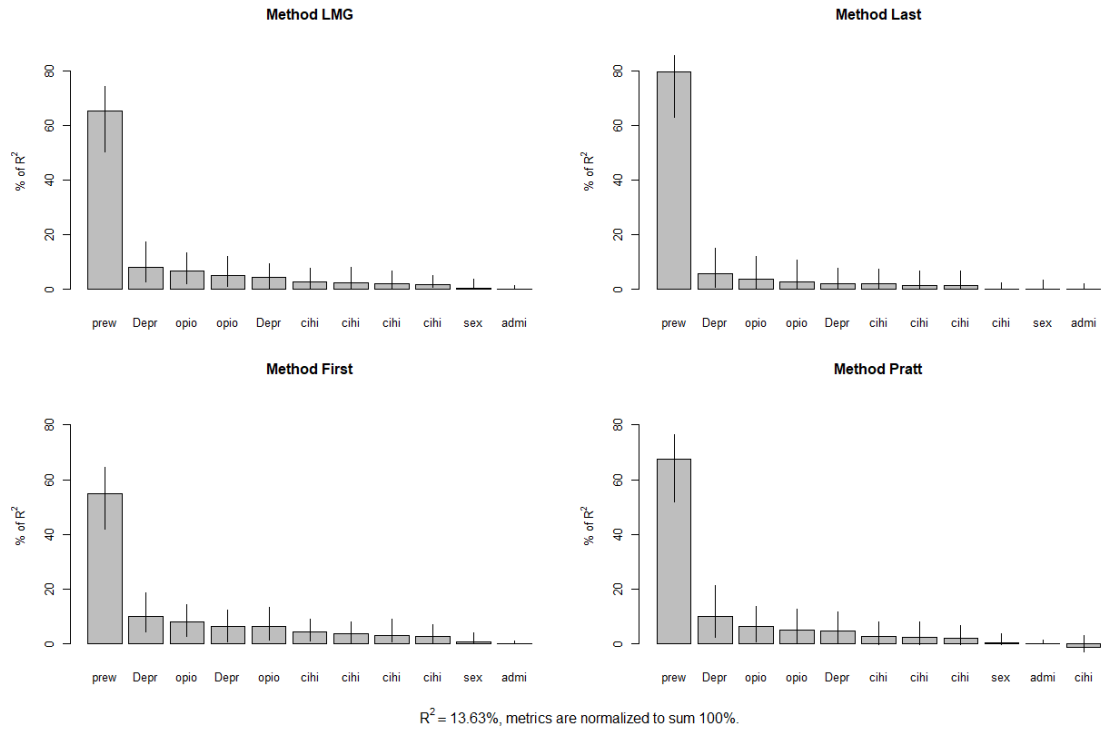 Method LMG
% of R²
80
60
40
20
0
prew Depr opio opio Depr cihi cihi cihi cihi sex admi
Method Last
% of R²
80
60
40
20
0
prew Depr opio opio Depr cihi cihi cihi cihi sex admi
Method First
% of R²
80
60
40
20
0
prew Depr opio Depr opio cihi cihi cihi cihi sex admi
Method Pratt
% of R²
80
60
40
20
0
prew Depr opio opio Depr cihi cihi cihi sex admi cihi
R² = 13.63%, metrics are normalized to sum 100%.